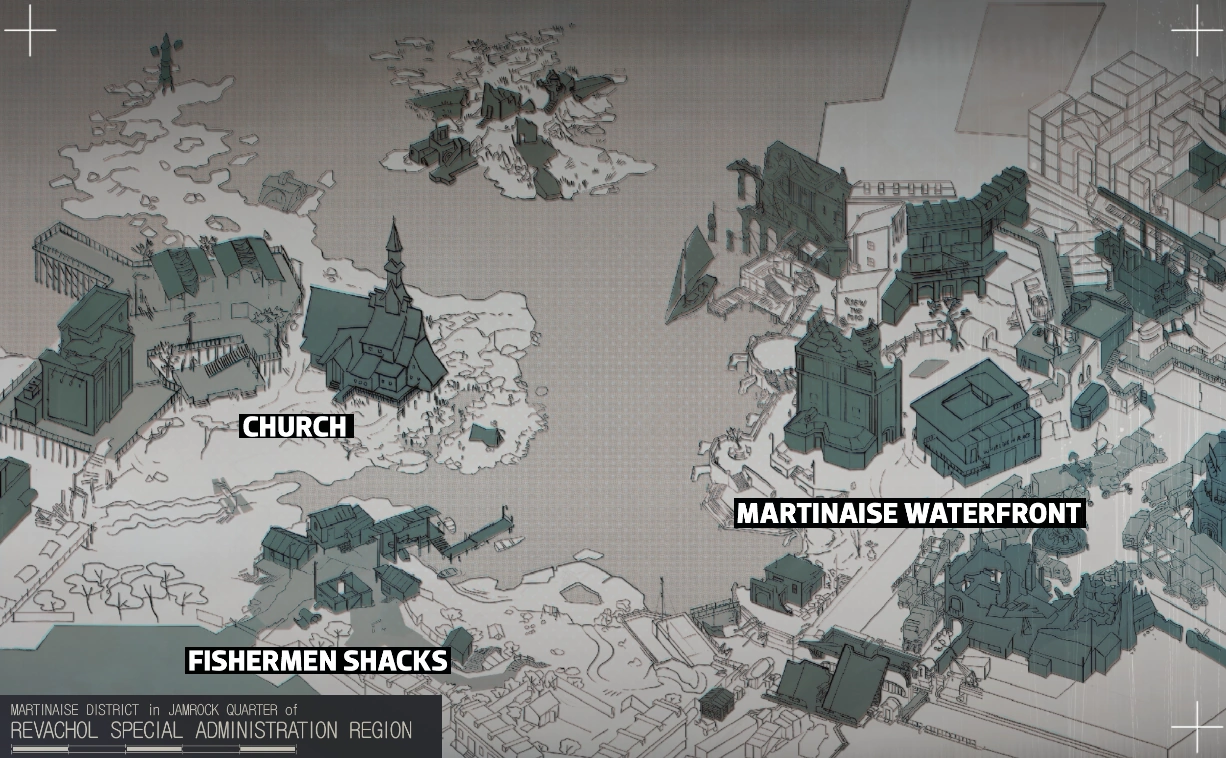 CHURCH
MARTINAISE WATERFRONT
FISHERMEN SHACKS
MARTINAISE DISTRICT in JAMROCK QUARTER of
REVACHOL SPECIAL ADMINISTRATION REGION